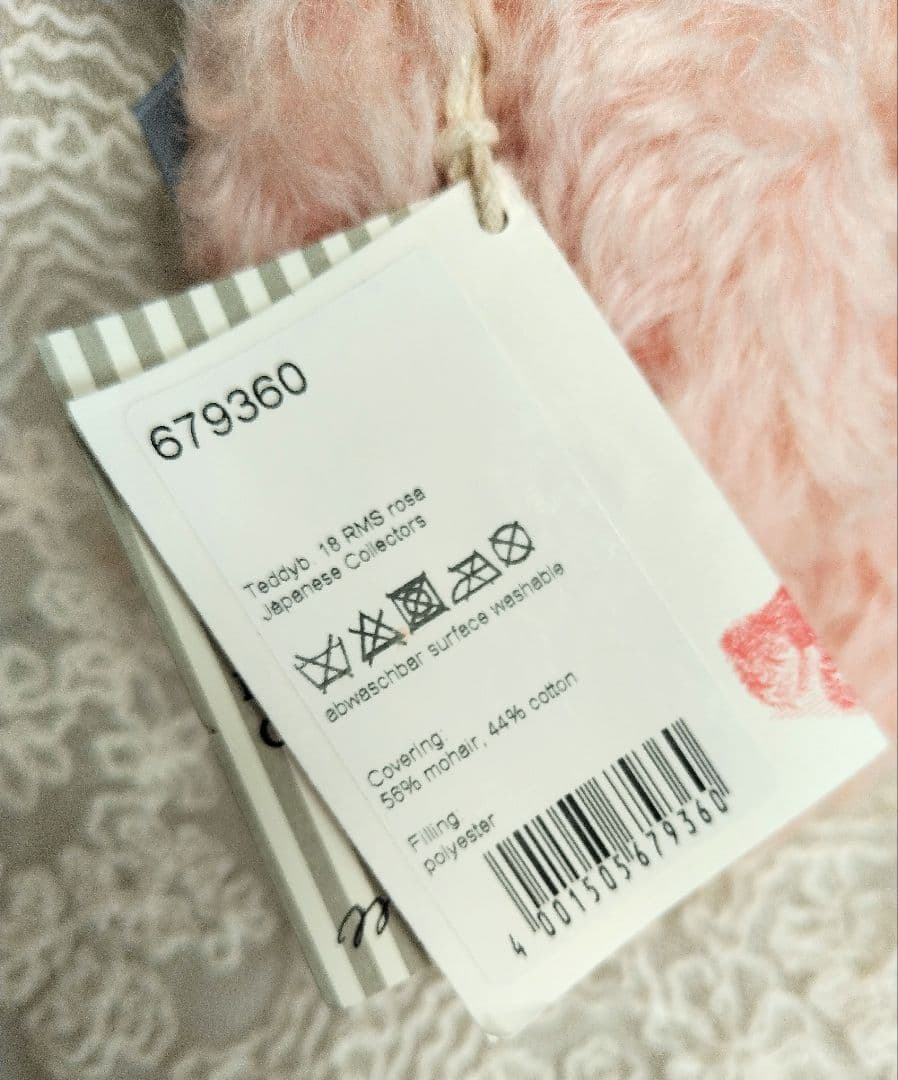 679360
Teddyb. 18 RMS rosa
Japanese Collectors
abwaschbar surface washable
Covering:
56% mohair, 44% cotton
Filling:
polyester
4 001505 679360